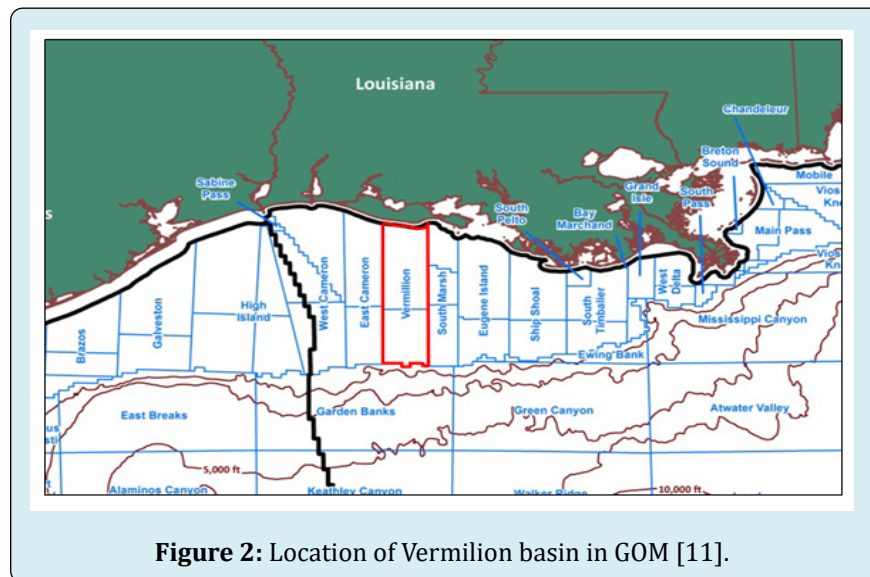 Louisiana
Chandeleur
Breton
Sound
Sabine
Pass
Grand
Isle
South
Pass
Mobile
South
Pelto
Bay
Marchand
Main Pass
s
Brazos
Galveston
High
Island
West Cameron
East Cameron
Vermillion
South Marsh
Eugene Island
Ship Shoal
South
Timbalier
West
Delta
Mississippi Canyon
Ewing Bank
East Breaks
Garden Banks
Green Canyon
Atwater Valley
5,000 ft
10,000 ft
Alaminos Canyon
Keathley Canyon
Walker Ridge
Figure 2: Location of Vermilion basin in GOM [11].